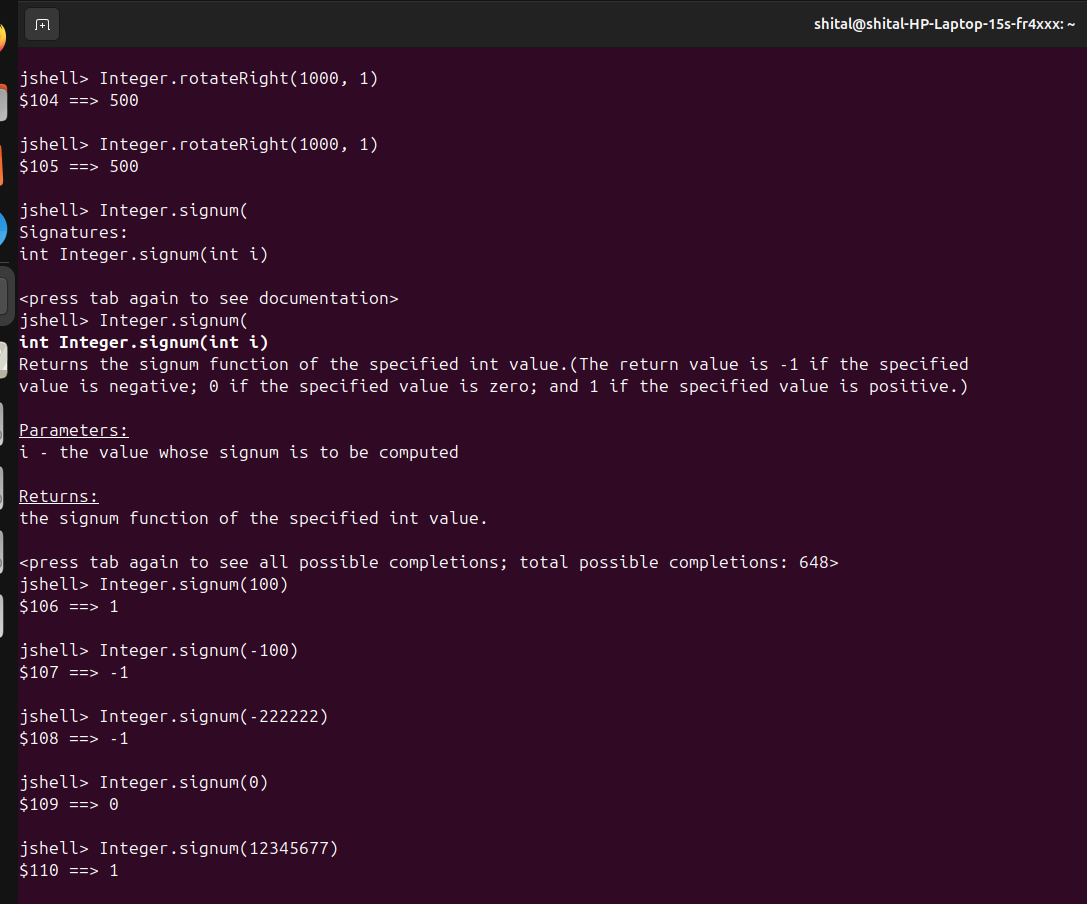 shital@shital-HP-Laptop-15s-fr4xxx: ~
jshell> Integer.rotateRight(1000, 1)
$104 ==> 500
jshell> Integer.rotateRight(1000, 1)
$105 ==> 500
jshell> Integer.signum(
Signatures:
int Integer.signum(int i)
<press tab again to see documentation>
jshell> Integer.signum(
int Integer.signum(int i)
Returns the signum function of the specified int value.(The return value is -1 if the specified
value is negative; 0 if the specified value is zero; and 1 if the specified value is positive.)
Parameters:
i - the value whose signum is to be computed
Returns:
the signum function of the specified int value.
<press tab again to see all possible completions; total possible completions: 648>
jshell> Integer.signum(100)
$106 ==> 1
jshell> Integer.signum(-100)
$107 ==> -1
jshell> Integer.signum(-222222)
$108 ==> -1
jshell> Integer.signum(0)
$109 ==> 0
jshell> Integer.signum(12345677)
$110 ==> 1